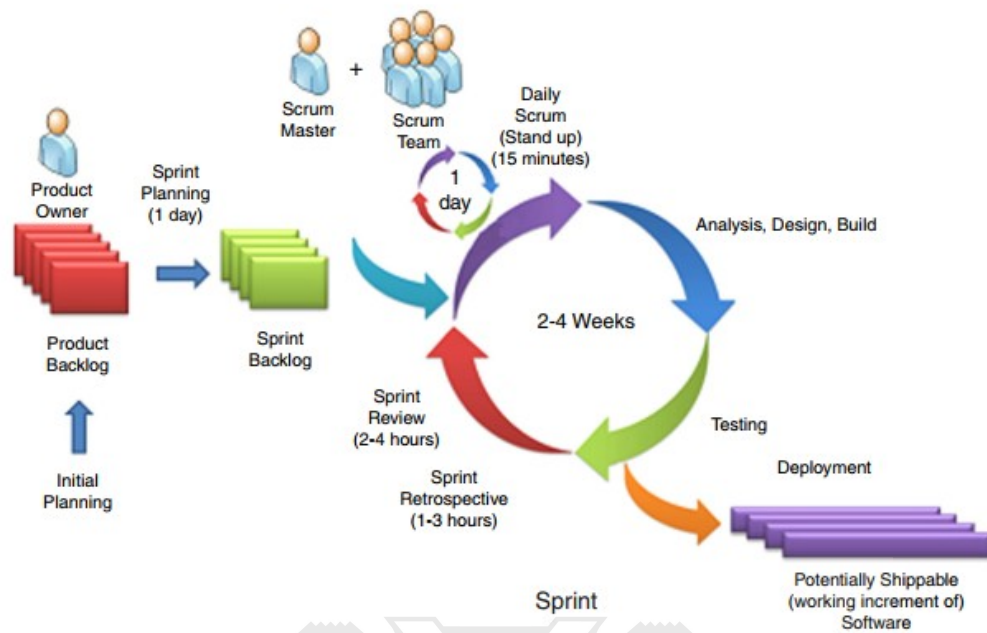 Scrum
Master
+
Scrum
Team
Daily
Scrum
(Stand up)
(15 minutes)
Product
Owner
Sprint
Planning
(1 day)
1
day
Analysis, Design, Build
2-4 Weeks
Product
Backlog
Sprint
Backlog
Initial
Planning
Sprint
Review
(2-4 hours)
Sprint
Retrospective
(1-3 hours)
Testing
Deployment
Potentially Shippable
(working increment of)
Software
Sprint